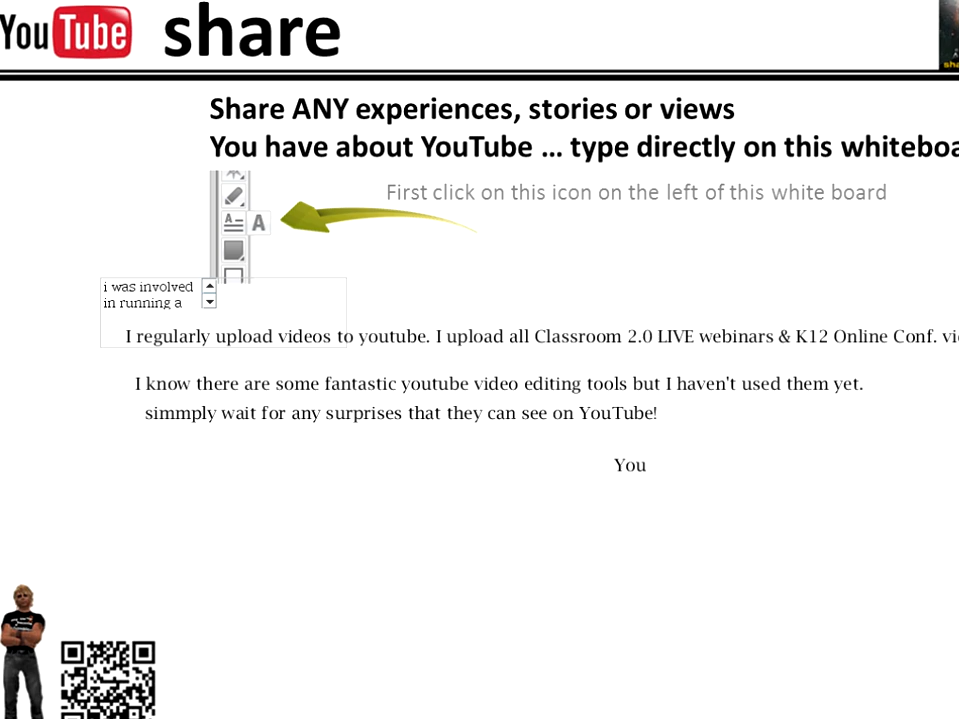 YouTube share
Share ANY experiences, stories or views
You have about YouTube ... type directly on this whiteboa
First click on this icon on the left of this white board
A
A
i was involved
in running a
I regularly upload videos to youtube. I upload all Classroom 2.0 LIVE webinars & K12 Online Conf. vi
I know there are some fantastic youtube video editing tools but I haven't used them yet.
simmply wait for any surprises that they can see on YouTube!
You